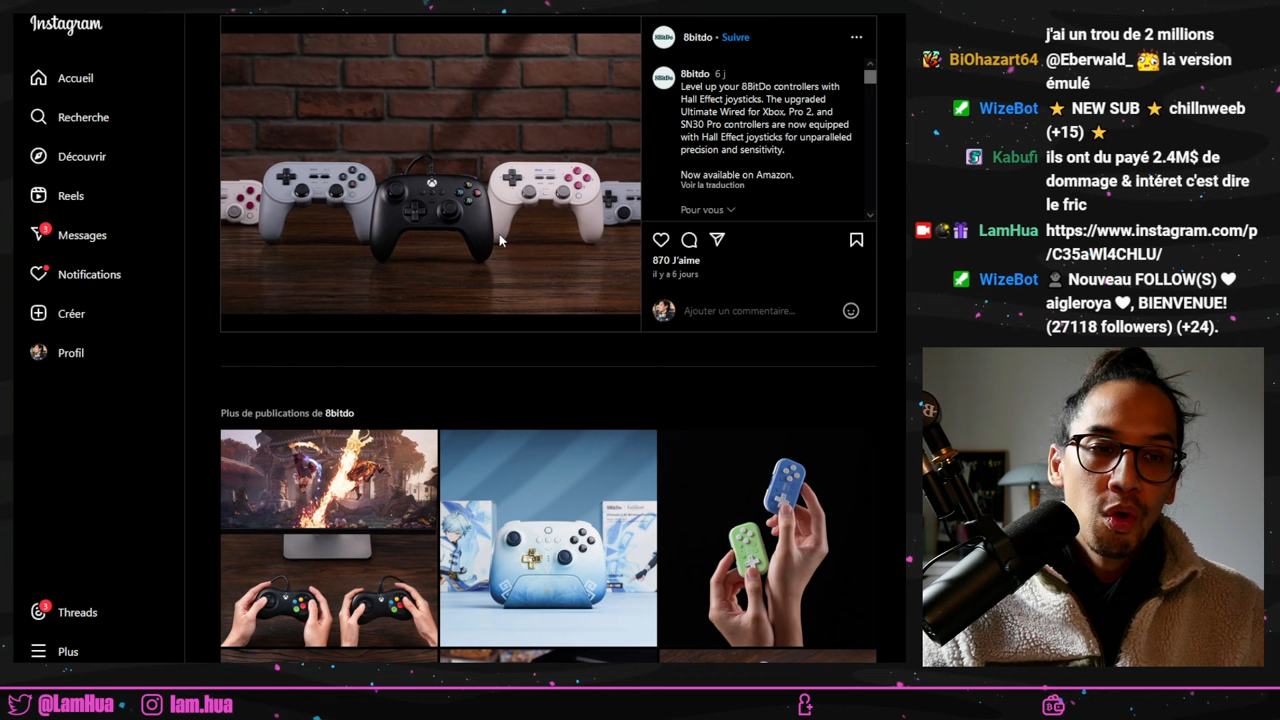 Instagram
Accueil
Recherche
Découvrir
Reels
3
Messages
Notifications
Créer
Profil
3
Threads
Plus
8bitdo • Suivre
8bitdo 6 j
Level up your 8BitDo controllers with
Hall Effect joysticks. The upgraded
Ultimate Wired for Xbox, Pro 2, and
SN30 Pro controllers are now equipped
with Hall Effect joysticks for unparalleled
precision and sensitivity.
Now available on Amazon.
Voir la traduction
Pour vous
870 J'aime
il y a 6 jours
Ajouter un commentaire...
Plus de publications de 8bitdo
j'ai un trou de 2 millions
BiOhazart64 @Eberwald_ la version
émulé
WizeBot NEW SUB chillnweeb
(+15)
Kabufi ils ont du payé 2.4M$ de
dommage & intéret c'est dire
le fric
LamHua https://www.instagram.com/p
/C35aWl4CHLU/
WizeBot Nouveau FOLLOW(S)
aigleroya, BIENVENUE!
(27118 followers) (+24).
@LamHua lam.hua